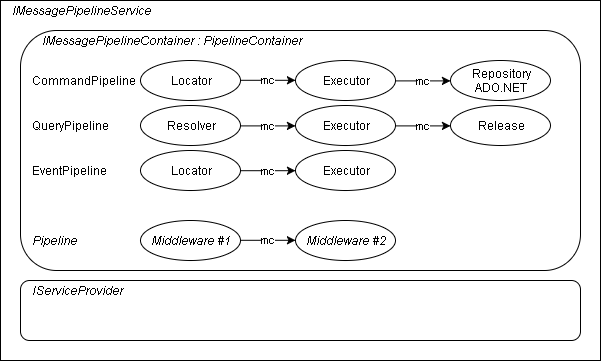 IMessagePipelineService
IMessagePipelineContainer : PipelineContainer
CommandPipeline Locator mc Executor mc Repository
ADO.NET
QueryPipeline Resolver mc Executor mc Release
EventPipeline Locator mc Executor
Pipeline Middleware #1 mc Middleware #2
IServiceProvider